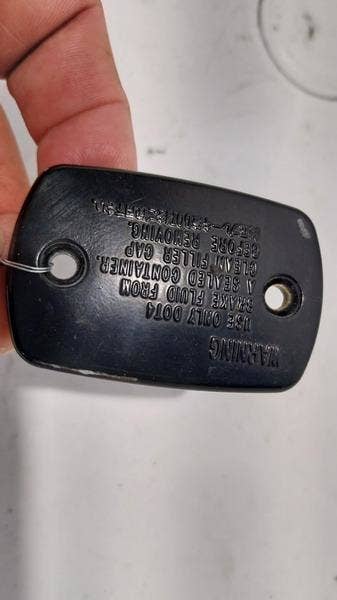 WARNING
USE ONLY DOT4
BRAKE FLUID FROM
A SEALED CONTAINER.
CLEAN FILLER CAP
BEFORE REMOVING.